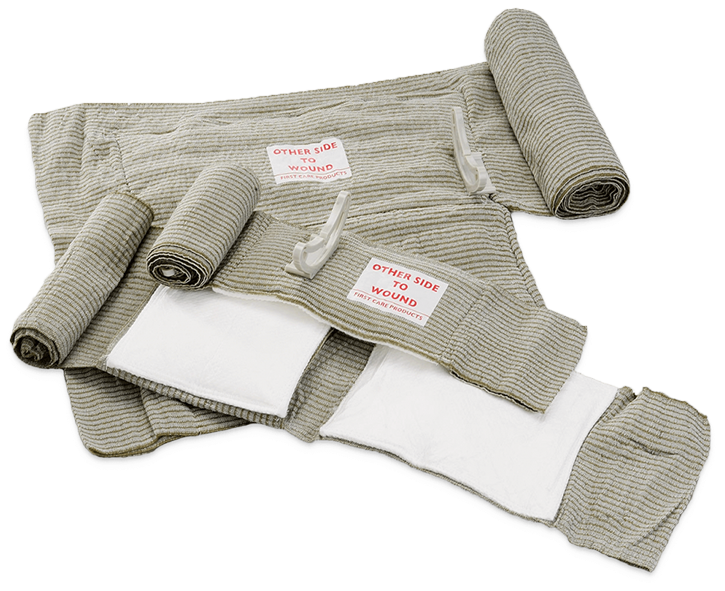 OTHER SIDE
TO
WOUND
FIRST CARE PRODUCTS
OTHER SIDE
TO
WOUND
FIRST CARE PRODUCTS